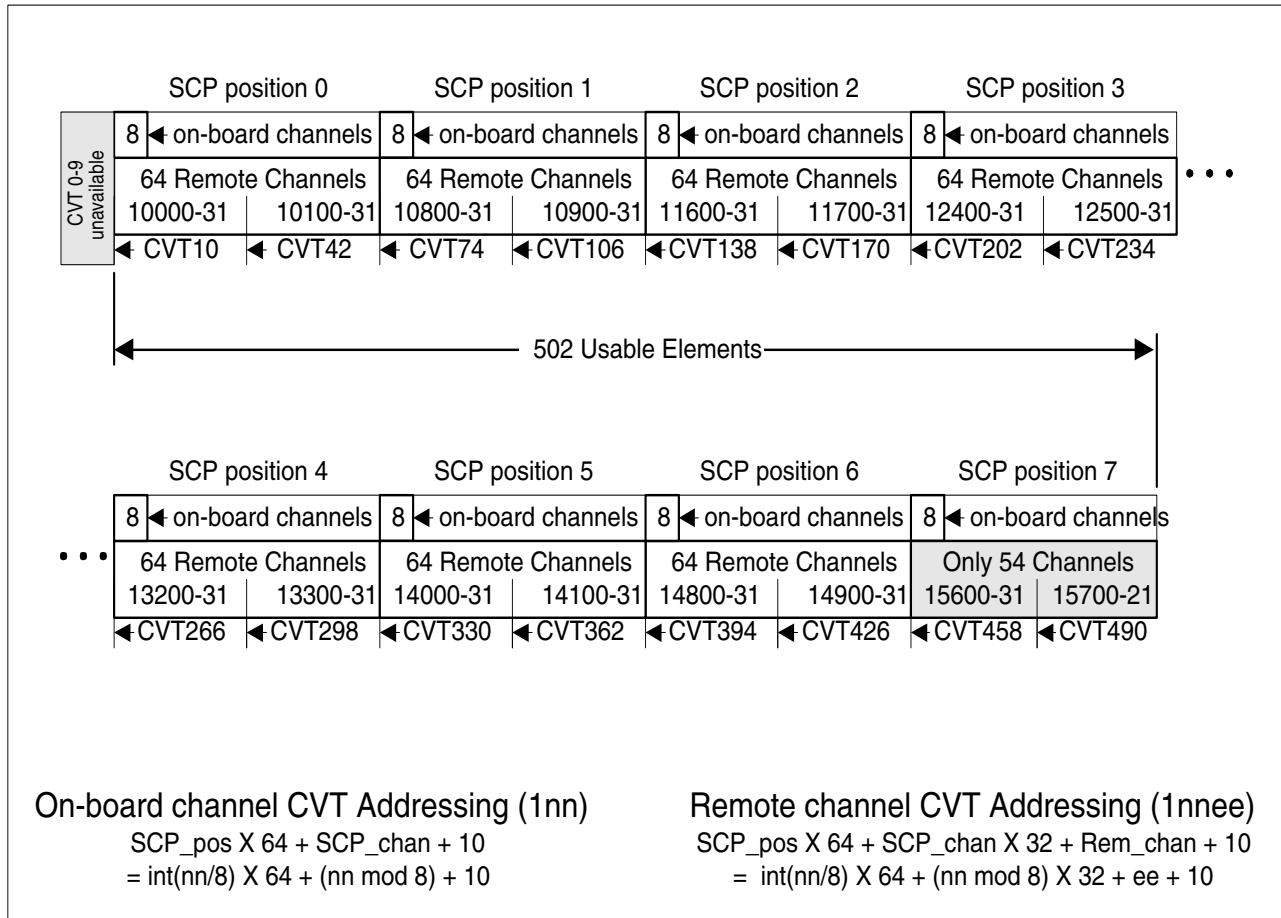 SCP position 0 SCP position 1 SCP position 2 SCP position 3
CVT 0-9
unavailable
8 on-board channels 8 on-board channels 8 on-board channels 8 on-board channels
64 Remote Channels 64 Remote Channels 64 Remote Channels 64 Remote Channels
10000-31 10100-31 10800-31 10900-31 11600-31 11700-31 12400-31 12500-31
CVT10 CVT42 CVT74 CVT106 CVT138 CVT170 CVT202 CVT234
502 Usable Elements
SCP position 4 SCP position 5 SCP position 6 SCP position 7
8 on-board channels 8 on-board channels 8 on-board channels 8 on-board channels
64 Remote Channels 64 Remote Channels 64 Remote Channels Only 54 Channels
13200-31 13300-31 14000-31 14100-31 14800-31 14900-31 15600-31 15700-21
CVT266 CVT298 CVT330 CVT362 CVT394 CVT426 CVT458 CVT490
On-board channel CVT Addressing (1nn)
SCP_pos X 64 + SCP_chan + 10
= int(nn/8) X 64 + (nn mod 8) + 10
Remote channel CVT Addressing (1nnee)
SCP_pos X 64 + SCP_chan X 32 + Rem_chan + 10
= int(nn/8) X 64 + (nn mod 8) X 32 + ee + 10